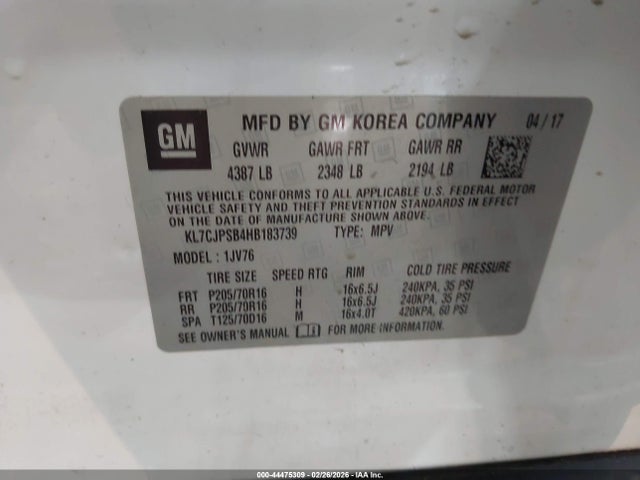 GM
MFD BY GM KOREA COMPANY 04/17
GVWR GAWR FRT GAWR RR
4387 LB 2348 LB 2194 LB
THIS VEHICLE CONFORMS TO ALL APPLICABLE U.S. FEDERAL MOTOR
VEHICLE SAFETY AND THEFT PREVENTION STANDARDS IN EFFECT
ON THE DATE OF MANUFACTURE SHOWN ABOVE.
KL7CJPSB4HB183739 TYPE: MPV
MODEL: 1JV76
TIRE SIZE SPEED RTG RIM COLD TIRE PRESSURE
FRT P205/70R16 H 16x6.5J 240KPA, 35 PSI
RR P205/70R16 H 16x6.5J 240KPA, 35 PSI
SPA T125/70D16 M 16x4.0T 420KPA, 60 PSI
SEE OWNER'S MANUAL FOR MORE INFORMATION.
000-44475309 - 02/26/2026 - IAA Inc.